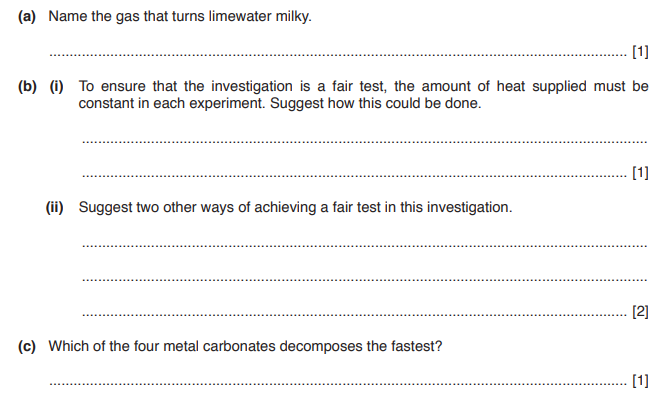 (a) Name the gas that turns limewater milky.
[1]
(b) (i) To ensure that the investigation is a fair test, the amount of heat supplied must be
constant in each experiment. Suggest how this could be done.
[1]
(ii) Suggest two other ways of achieving a fair test in this investigation.
[2]
(c) Which of the four metal carbonates decomposes the fastest?
[1]